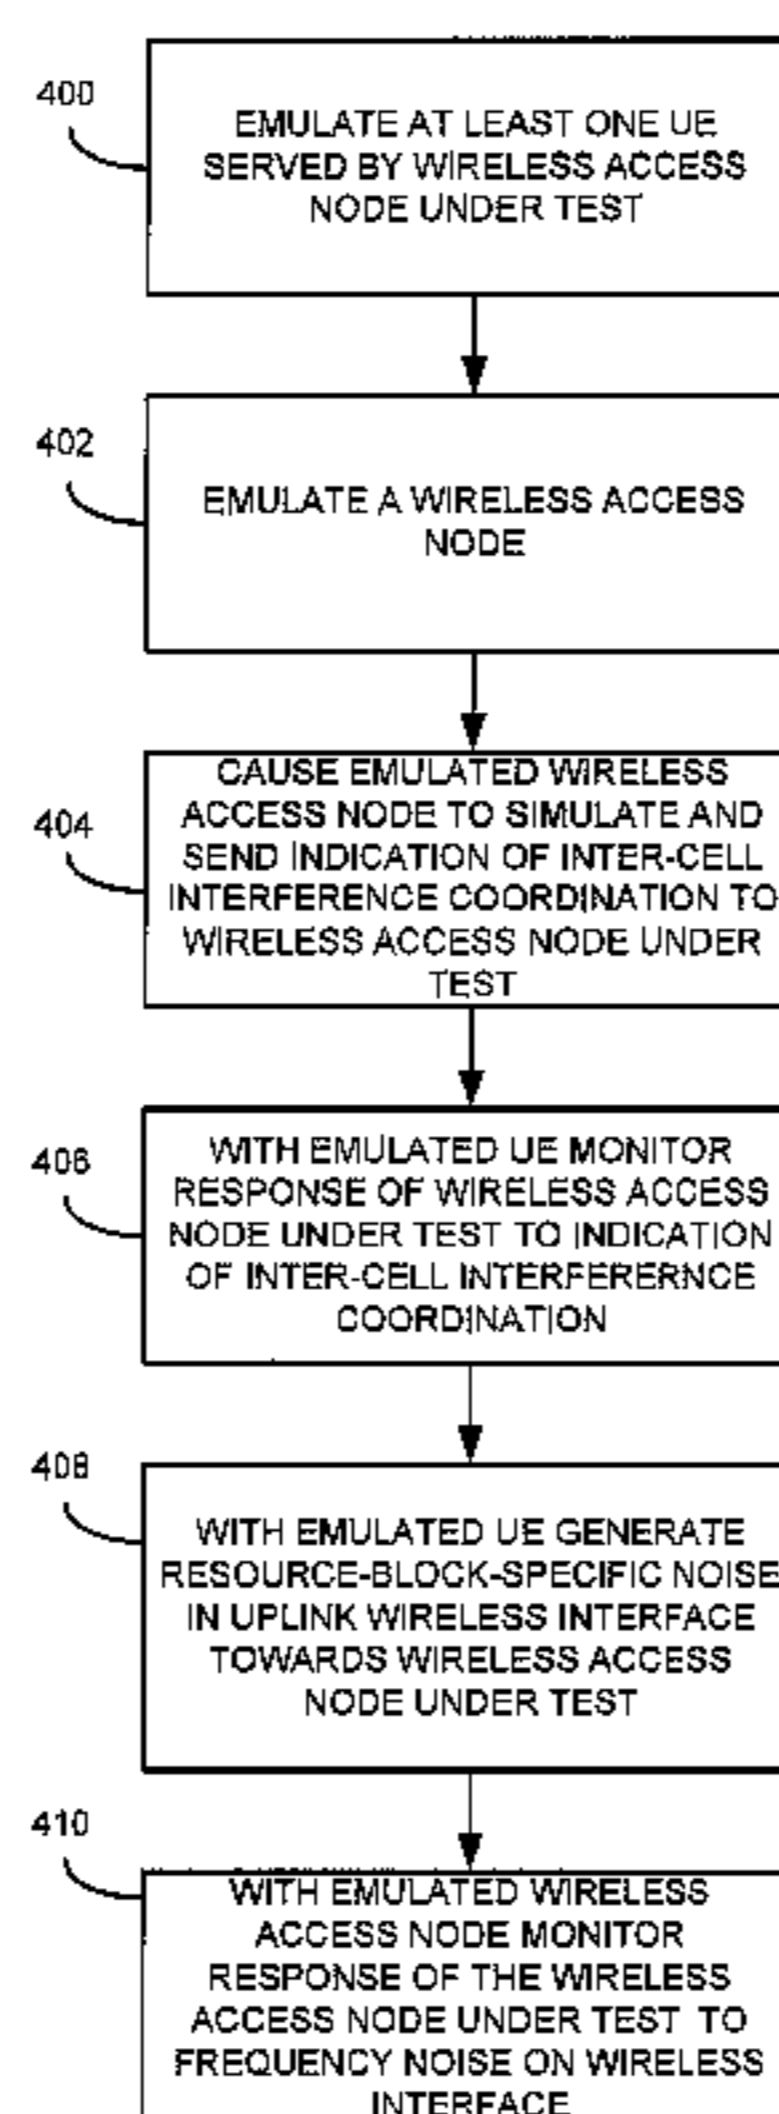 400
EMULATE AT LEAST ONE UE
SERVED BY WIRELESS ACCESS
NODE UNDER TEST
402
EMULATE A WIRELESS ACCESS
NODE
404
CAUSE EMULATED WIRELESS
ACCESS NODE TO SIMULATE AND
SEND INDICATION OF INTER-CELL
INTERFERENCE COORDINATION TO
WIRELESS ACCESS NODE UNDER
TEST
406
WITH EMULATED UE MONITOR
RESPONSE OF WIRELESS ACCESS
NODE UNDER TEST TO INDICATION
OF INTER-CELL INTERFERERNCE
COORDINATION
408
WITH EMULATED UE GENERATE
RESOURCE-BLOCK-SPECIFIC NOISE
IN UPLINK WIRELESS INTERFACE
TOWARDS WIRELESS ACCESS
NODE UNDER TEST
410
WITH EMULATED WIRELESS
ACCESS NODE MONITOR
RESPONSE OF THE WIRELESS
ACCESS NODE UNDER TEST TO
FREQUENCY NOISE ON WIRELESS
INTERFACE